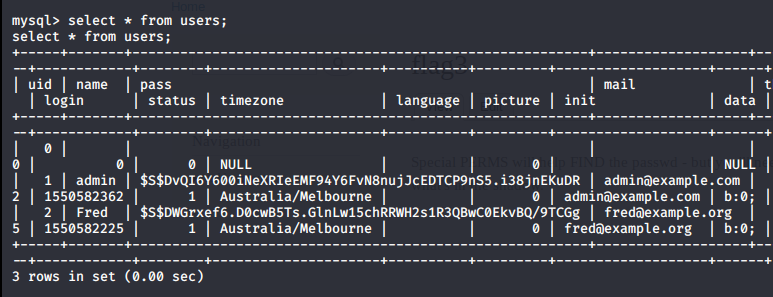 mysql> select * from users;
select * from users;
| uid | name | pass | mail | t
| login | status | timezone | language | picture | init | data |
| 0 | | | |
0 | 0 | 0 | NULL | | 0 | | NULL |
| 1 | admin | $S$DvQI6Y600iNeXRIeEMF94Y6FvN8nujJcEDTCP9nS5.i38jnEKuDR | admin@example.com |
2 | 1550582362 | 1 | Australia/Melbourne | | 0 | admin@example.com | b:0; |
| 2 | Fred | $S$DWGrxef6.D0cwB5Ts.GlnLw15chRRWH2s1R3QBwC0EkvBQ/9TCGg | fred@example.org |
5 | 1550582225 | 1 | Australia/Melbourne | | 0 | fred@example.org | b:0; |
3 rows in set (0.00 sec)
Home
flag3
Navigation